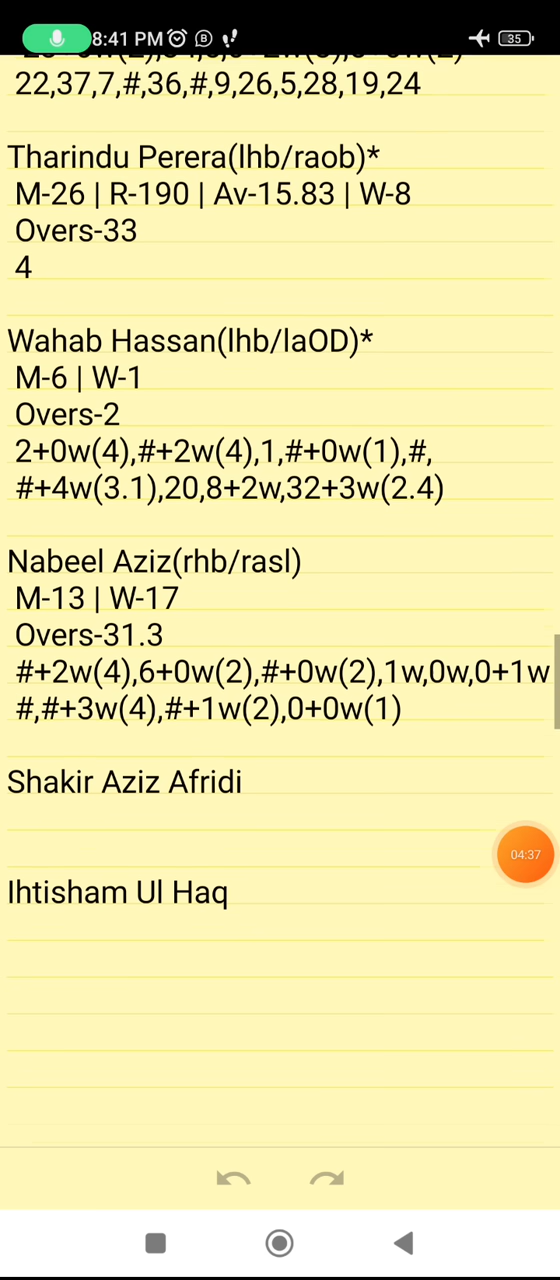 8:41 PM
35
22,37,7,#,36,#,9,26,5,28,19,24
Tharindu Perera(lhb/raob)*
M-26 | R-190 | Av-15.83 | W-8
Overs-33
4
Wahab Hassan(lhb/laOD)*
M-6 | W-1
Overs-2
2+0w(4),#+2w(4),1,#+0w(1),#,
#+4w(3.1),20,8+2w,32+3w(2.4)
Nabeel Aziz(rhb/rasl)
M-13 | W-17
Overs-31.3
#+2w(4),6+0w(2),#+0w(2),1w,0w,0+1w
#,#+3w(4),#+1w(2),0+0w(1)
Shakir Aziz Afridi
04:37
Ihtisham Ul Haq